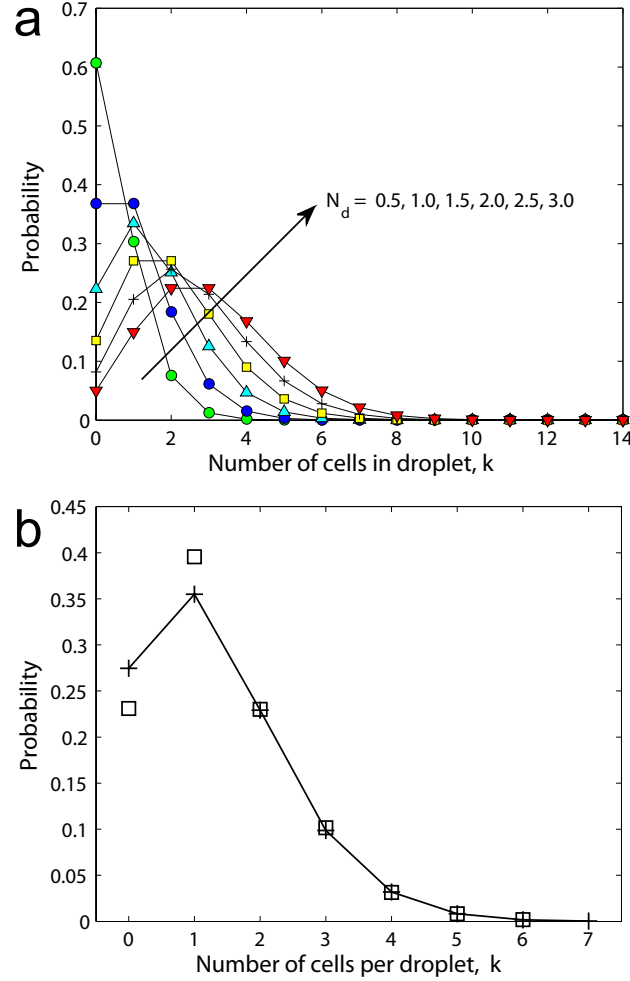 a
0.7
0.6
0.5
0.4
0.3
0.2
0.1
0
Probability
N_d = 0.5, 1.0, 1.5, 2.0, 2.5, 3.0
0 2 4 6 8 10 12 14
Number of cells in droplet, k
b
0.45
0.4
0.35
0.3
0.25
0.2
0.15
0.1
0.05
0
Probability
0 1 2 3 4 5 6 7
Number of cells per droplet, k